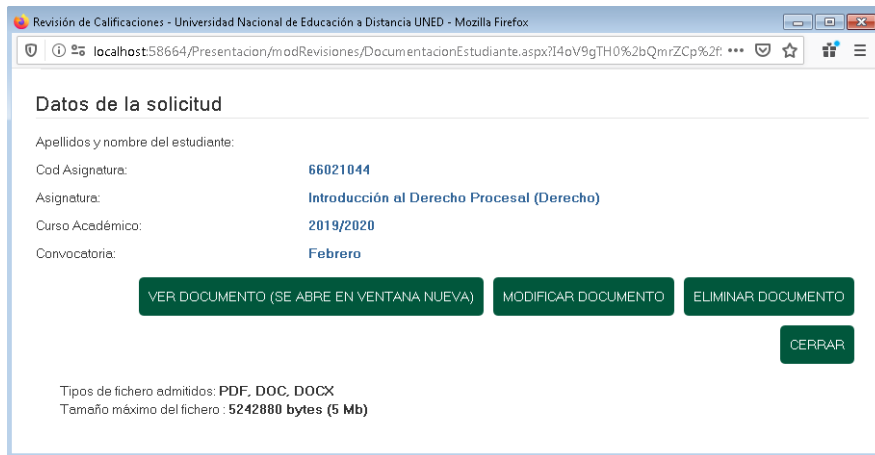 Revisión de Calificaciones - Universidad Nacional de Educación a Distancia UNED - Mozilla Firefox
localhost:58664/Presentacion/modRevisiones/DocumentacionEstudiante.aspx?I4oV9gTH0%2bQmrZCp%2f
Datos de la solicitud
Apellidos y nombre del estudiante:
Cod Asignatura: 66021044
Asignatura: Introducción al Derecho Procesal (Derecho)
Curso Académico: 2019/2020
Convocatoria: Febrero
VER DOCUMENTO (SE ABRE EN VENTANA NUEVA) MODIFICAR DOCUMENTO ELIMINAR DOCUMENTO
CERRAR
Tipos de fichero admitidos: PDF, DOC, DOCX
Tamaño máximo del fichero : 5242880 bytes (5 Mb)